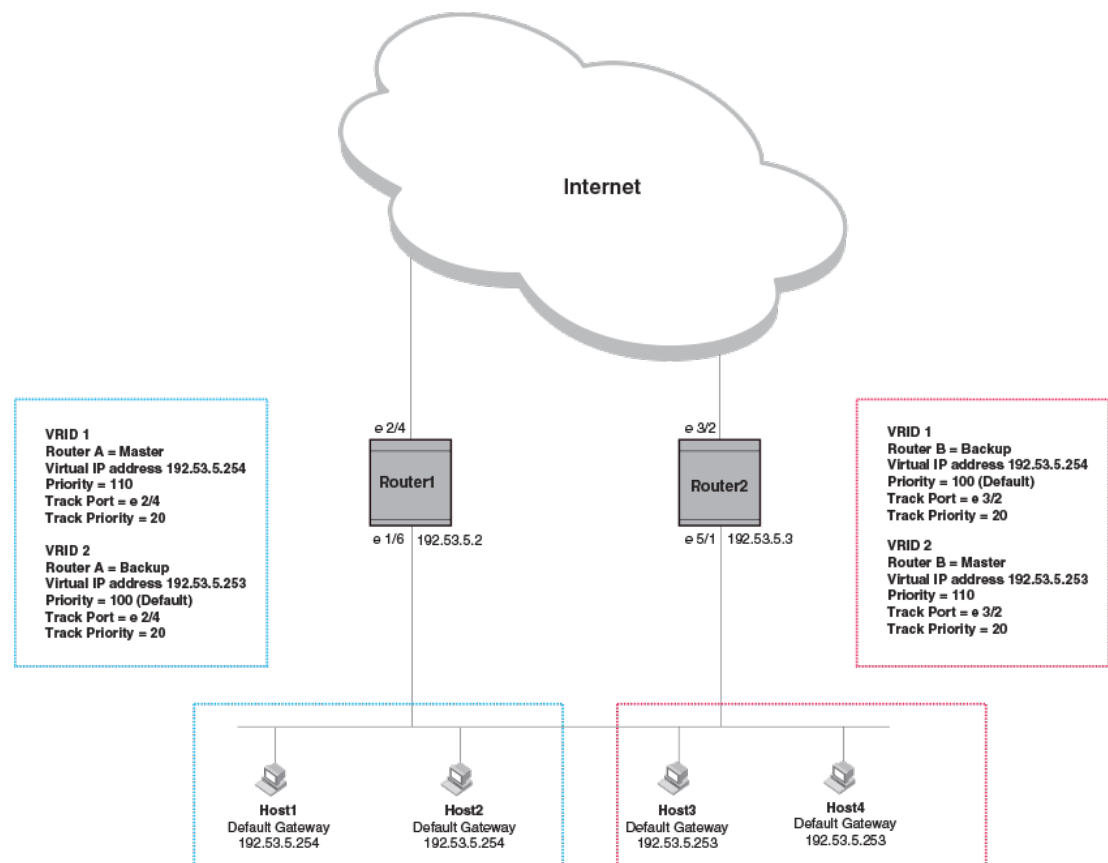 Internet
e 2/4
e 3/2
Router1
Router2
e 1/6
192.53.5.2
e 5/1
192.53.5.3
VRID 1
Router A = Master
Virtual IP address 192.53.5.254
Priority = 110
Track Port = e 2/4
Track Priority = 20
VRID 2
Router A = Backup
Virtual IP address 192.53.5.253
Priority = 100 (Default)
Track Port = e 2/4
Track Priority = 20
VRID 1
Router B = Backup
Virtual IP address 192.53.5.254
Priority = 100 (Default)
Track Port = e 3/2
Track Priority = 20
VRID 2
Router B = Master
Virtual IP address 192.53.5.253
Priority = 110
Track Port = e 3/2
Track Priority = 20
Host1
Default Gateway
192.53.5.254
Host2
Default Gateway
192.53.5.254
Host3
Default Gateway
192.53.5.253
Host4
Default Gateway
192.53.5.253